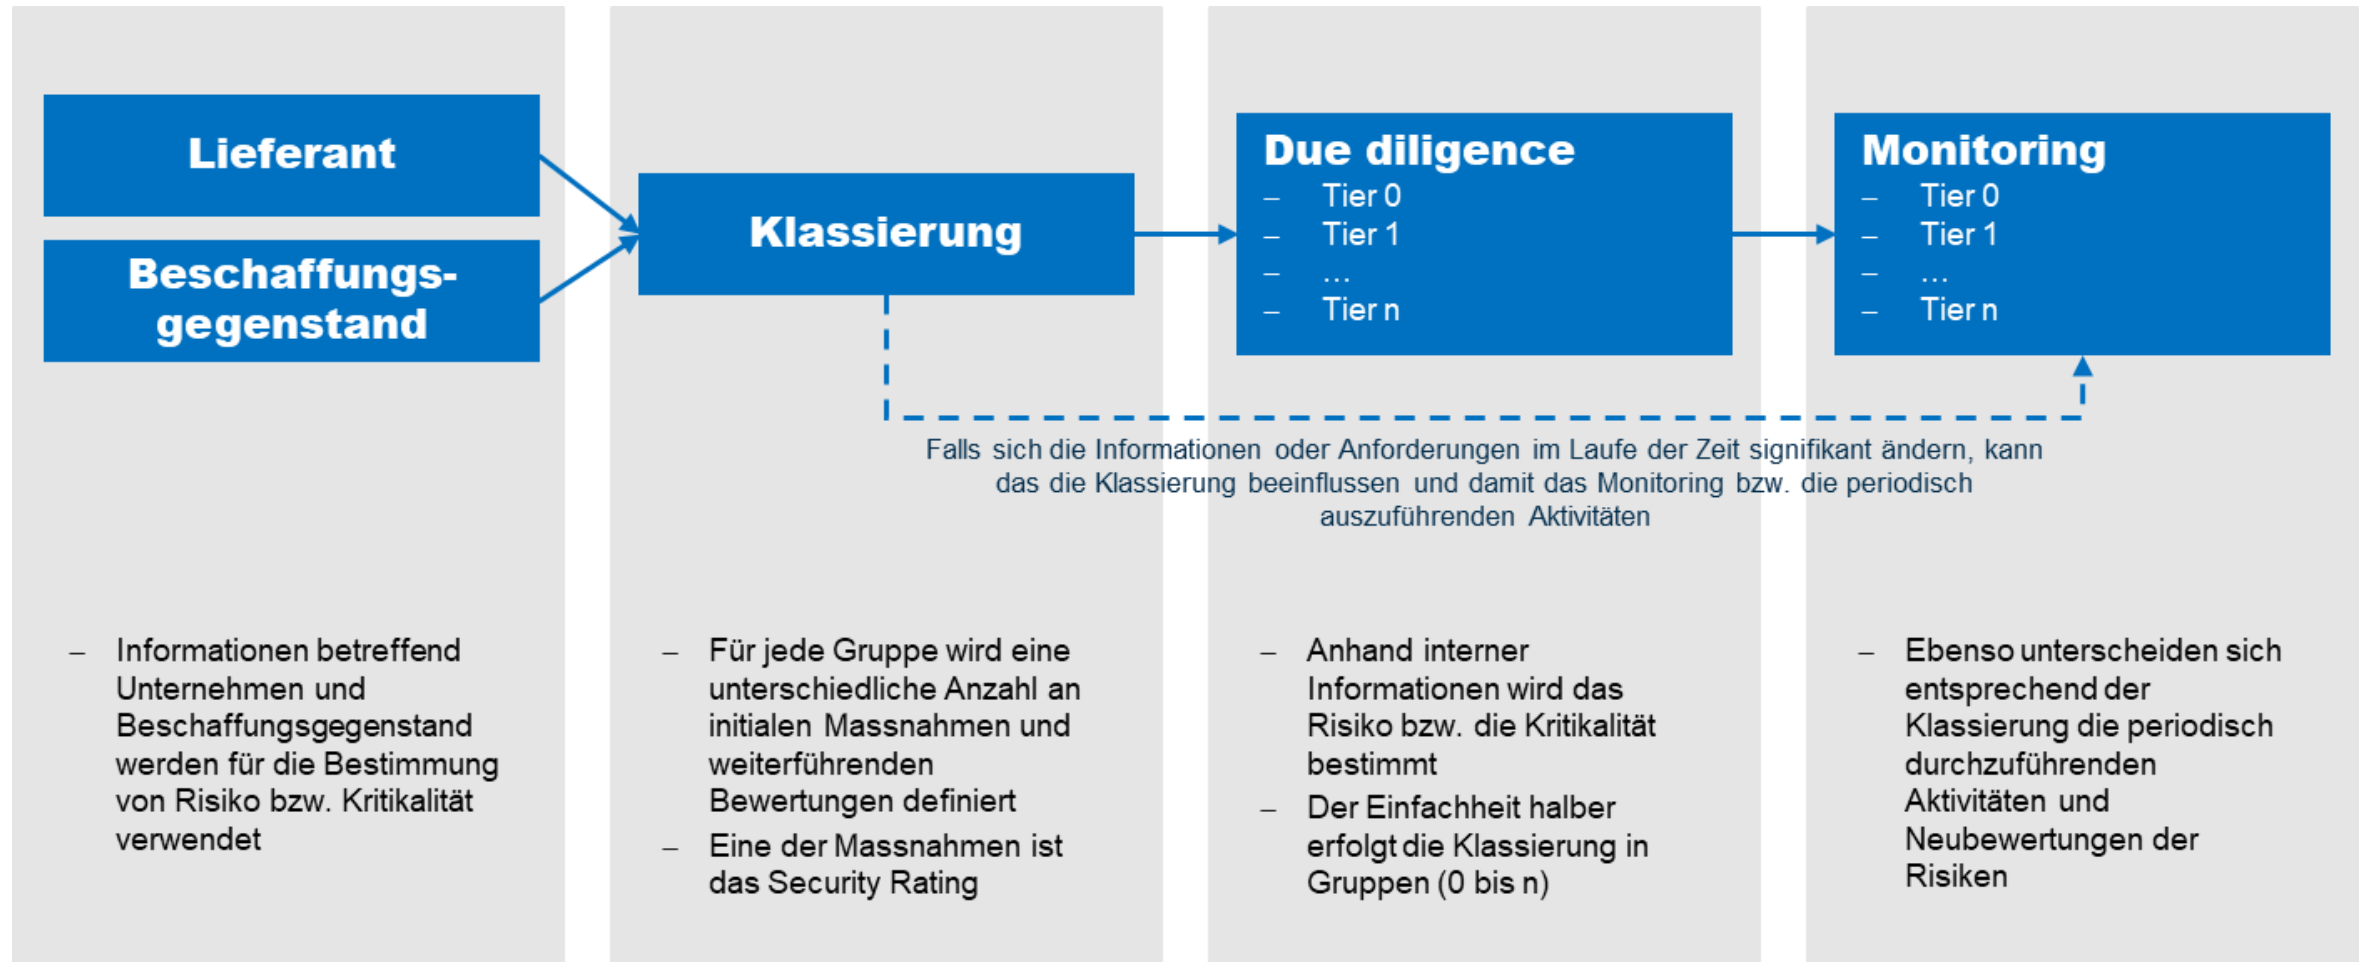 Lieferant
Beschaffungs-
gegenstand
Klassierung
Due diligence
– Tier 0
– Tier 1
– ...
– Tier n
Monitoring
– Tier 0
– Tier 1
– ...
– Tier n
Falls sich die Informationen oder Anforderungen im Laufe der Zeit signifikant ändern, kann
das die Klassierung beeinflussen und damit das Monitoring bzw. die periodisch
auszuführenden Aktivitäten
– Informationen betreffend
Unternehmen und
Beschaffungsgegenstand
werden für die Bestimmung
von Risiko bzw. Kritikalität
verwendet
– Für jede Gruppe wird eine
unterschiedliche Anzahl an
initialen Massnahmen und
weiterführenden
Bewertungen definiert
– Eine der Massnahmen ist
das Security Rating
– Anhand interner
Informationen wird das
Risiko bzw. die Kritikalität
bestimmt
– Der Einfachheit halber
erfolgt die Klassierung in
Gruppen (0 bis n)
– Ebenso unterscheiden sich
entsprechend der
Klassierung die periodisch
durchzuführenden
Aktivitäten und
Neubewertungen der
Risiken